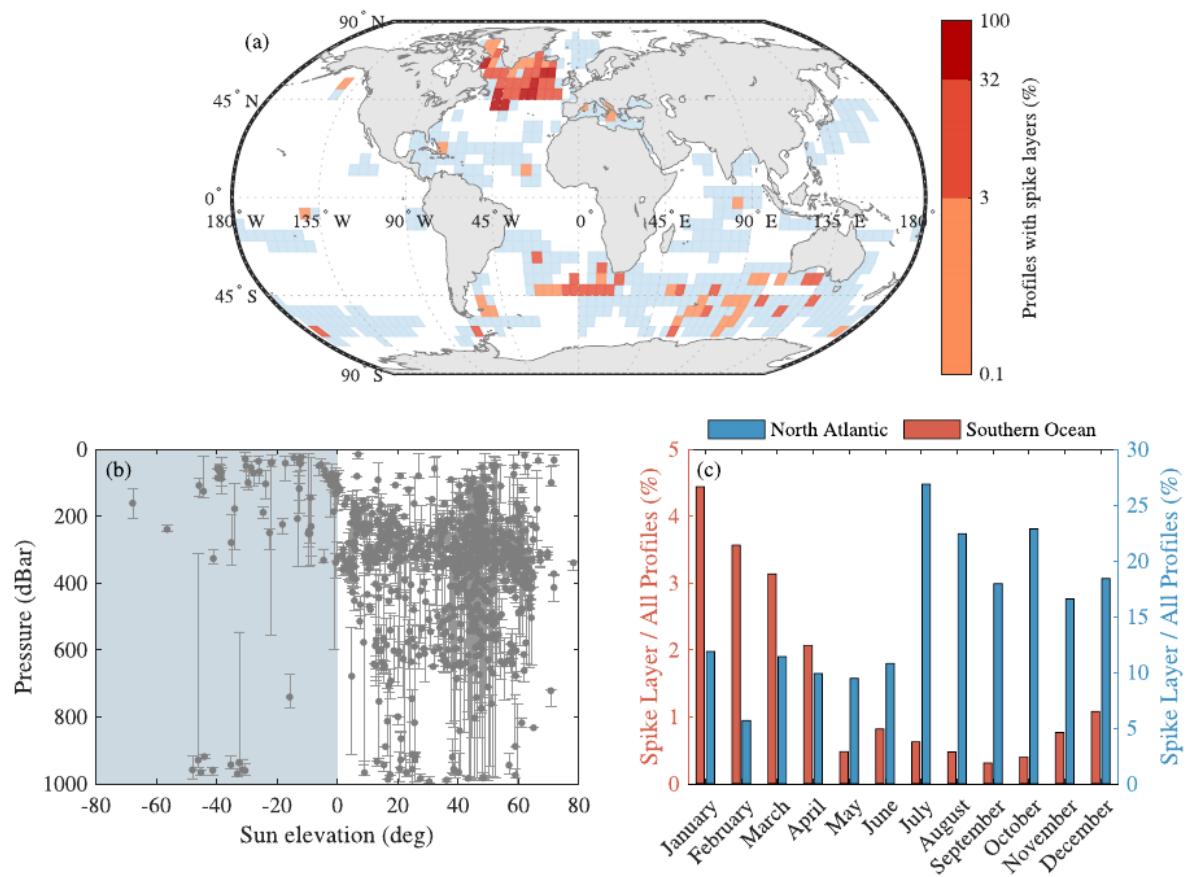 90° N
(a)
45° N
0°
180° W
135° W
90° W
45° W
0°
45° E
90° E
135° E
180°
45° S
90° S
100
32
3
0.1
Profiles with spike layers (%)
(b)
0
200
400
600
800
1000
Pressure (dBar)
-80
-60
-40
-20
0
20
40
60
80
Sun elevation (deg)
North Atlantic
Southern Ocean
(c)
5
4
3
2
1
0
Spike Layer / All Profiles (%)
30
25
20
15
10
5
0
Spike Layer / All Profiles (%)
January
February
March
April
May
June
July
August
September
October
November
December